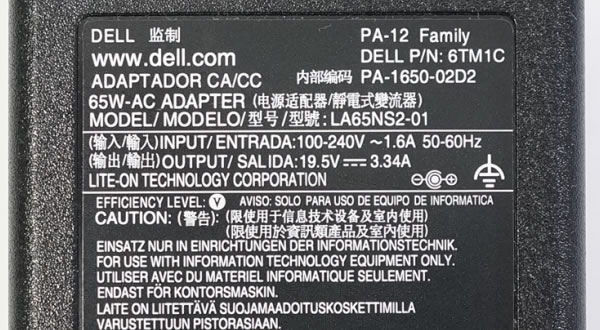 DELL 监制 PA-12 Family
www.dell.com DELL P/N: 6TM1C
ADAPTADOR CA/CC 内部编码 PA-1650-02D2
65W-AC ADAPTER (电源适配器/靜電式變流器)
MODEL/ MODELO/型号/型號: LA65NS2-01
(输入/輸入)INPUT/ ENTRADA:100-240V ~1.6A 50-60Hz
(输出/輸出)OUTPUT/ SALIDA:19.5V⎓3.34A
LITE-ON TECHNOLOGY CORPORATION
EFFICIENCY LEVEL: V AVISO: SOLO PARA USO DE EQUIPO DE INFORMATICA
CAUTION: (警告): (限使用于信息技术设备及室内使用)
(限使用於資訊類產品及室內使用)
EINSATZ NUR IN EINRICHTUNGEN DER INFORMATIONSTECHNIK.
FOR USE WITH INFORMATION TECHNOLOGY EQUIPMENT ONLY.
UTILISER AVEC DU MATERIEL INFORMATIQUE SEULEMENT.
ENDAST FÖR KONTORSMASKIN.
LAITE ON LIITETTÄVÄ SUOJAMAADOITUSKOSKETTIMILLA
VARUSTETTUUN PISTORASIAAN.